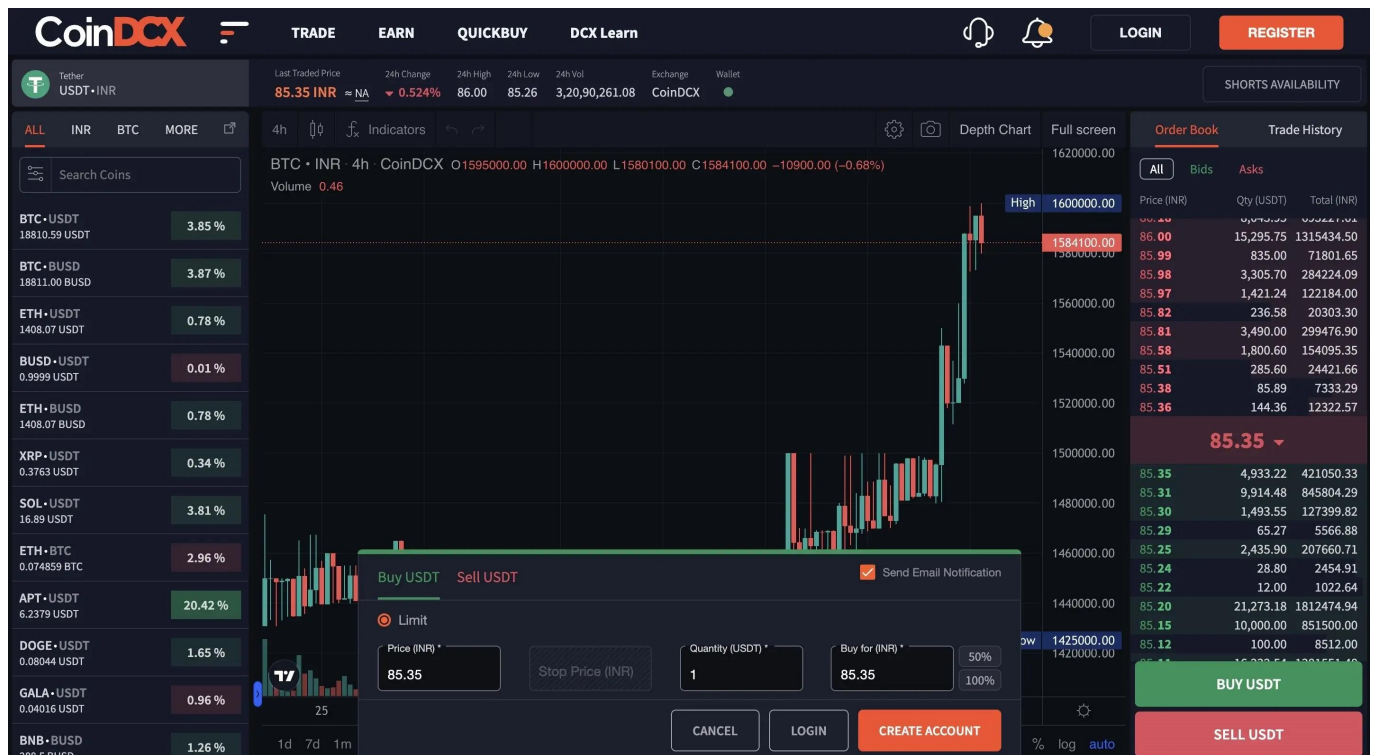 CoinDCX TRADE EARN QUICKBUY DCX Learn LOGIN REGISTER
Tether
USDT•INR
Last Traded Price 24h Change 24h High 24h Low 24h Vol Exchange Wallet
85.35 INR ≈ NA 0.524% 86.00 85.26 3,20,90,261.08 CoinDCX
SHORTS AVAILABILITY
ALL INR BTC MORE
Search Coins
BTC•USDT
18810.59 USDT
3.85 %
BTC•BUSD
18811.00 BUSD
3.87 %
ETH•USDT
1408.07 USDT
0.78 %
BUSD•USDT
0.9999 USDT
0.01 %
ETH•BUSD
1408.07 BUSD
0.78 %
XRP•USDT
0.3763 USDT
0.34 %
SOL•USDT
16.89 USDT
3.81 %
ETH•BTC
0.074859 BTC
2.96 %
APT•USDT
6.2379 USDT
20.42 %
DOGE•USDT
0.08044 USDT
1.65 %
GALA•USDT
0.04016 USDT
0.96 %
BNB•BUSD
1.26 %
4h Indicators Depth Chart Full screen
BTC • INR · 4h · CoinDCX O1595000.00 H1600000.00 L1580100.00 C1584100.00 −10900.00 (−0.68%)
Volume 0.46
1620000.00
High 1600000.00
1584100.00
1580000.00
1560000.00
1540000.00
1520000.00
1500000.00
1480000.00
1460000.00
1440000.00
1425000.00
1420000.00
25
1d 7d 1m % log auto
Buy USDT Sell USDT Send Email Notification
Limit
Price (INR) * Quantity (USDT) * Buy for (INR) *
85.35 Stop Price (INR) 1 85.35
50%
100%
CANCEL LOGIN CREATE ACCOUNT
Order Book Trade History
All Bids Asks
Price (INR) Qty (USDT) Total (INR)
86.00 15,295.75 1315434.50
85.99 835.00 71801.65
85.98 3,305.70 284224.09
85.97 1,421.24 122184.00
85.82 236.58 20303.30
85.81 3,490.00 299476.90
85.58 1,800.60 154095.35
85.51 285.60 24421.66
85.38 85.89 7333.29
85.36 144.36 12322.57
85.35
85.35 4,933.22 421050.33
85.31 9,914.48 845804.29
85.30 1,493.55 127399.82
85.29 65.27 5566.88
85.25 2,435.90 207660.71
85.24 28.80 2454.91
85.22 12.00 1022.64
85.20 21,273.18 1812474.94
85.15 10,000.00 851500.00
85.12 100.00 8512.00
BUY USDT
SELL USDT